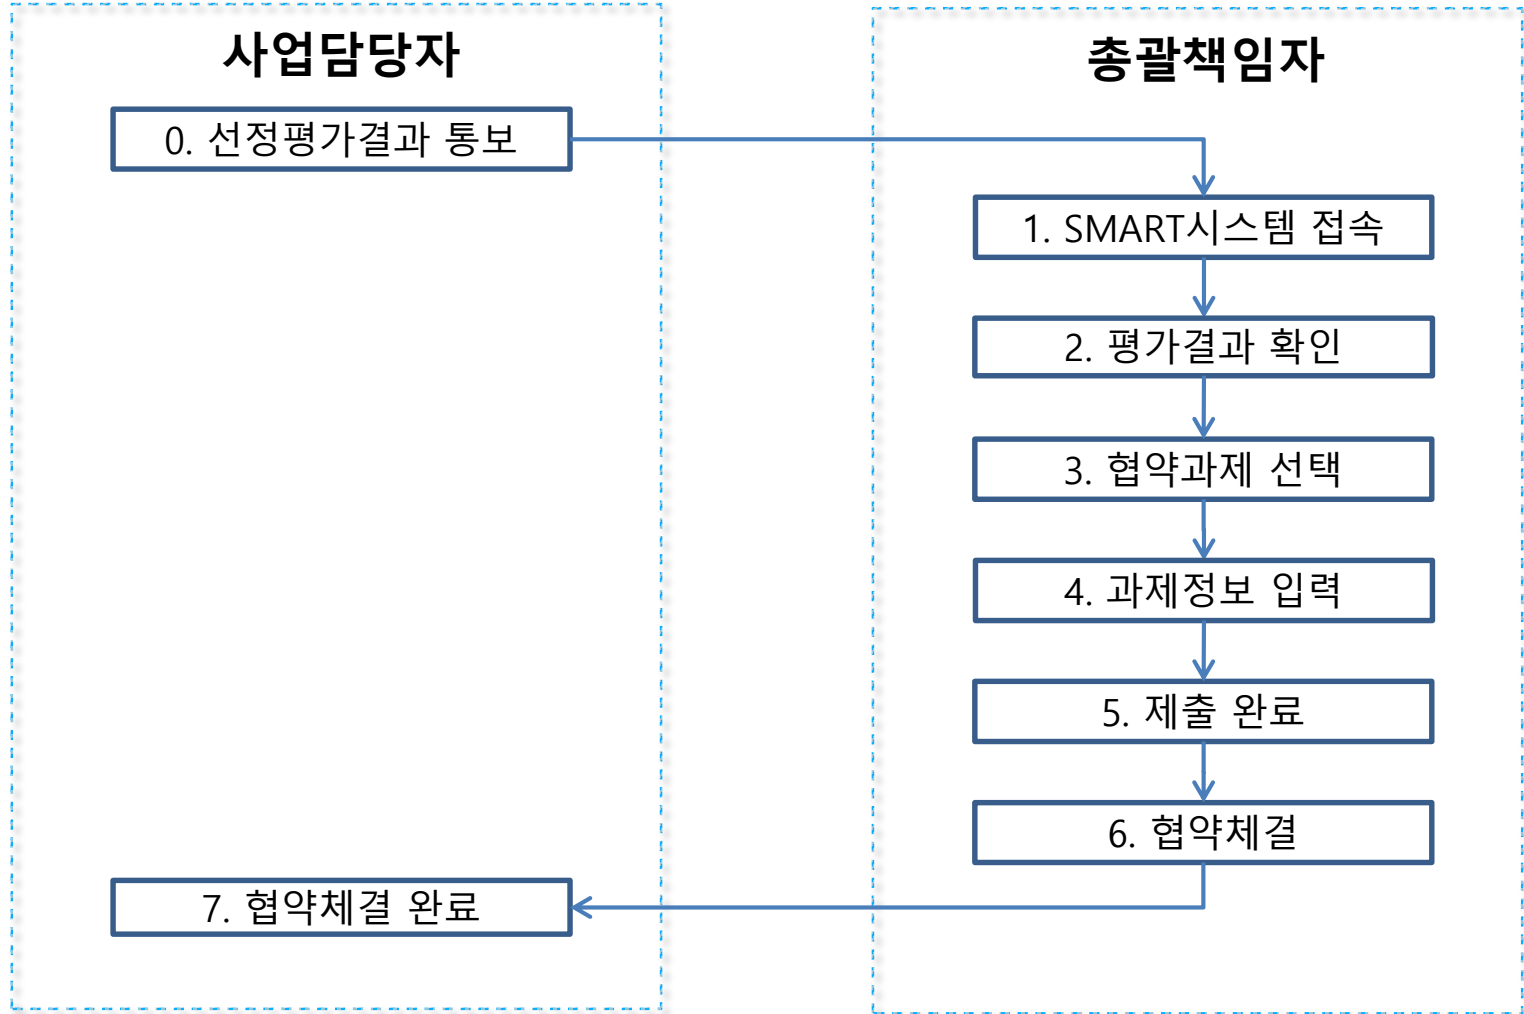 사업담당자
총괄책임자
0. 선정평가결과 통보
1. SMART시스템 접속
2. 평가결과 확인
3. 협약과제 선택
4. 과제정보 입력
5. 제출 완료
6. 협약체결
7. 협약체결 완료